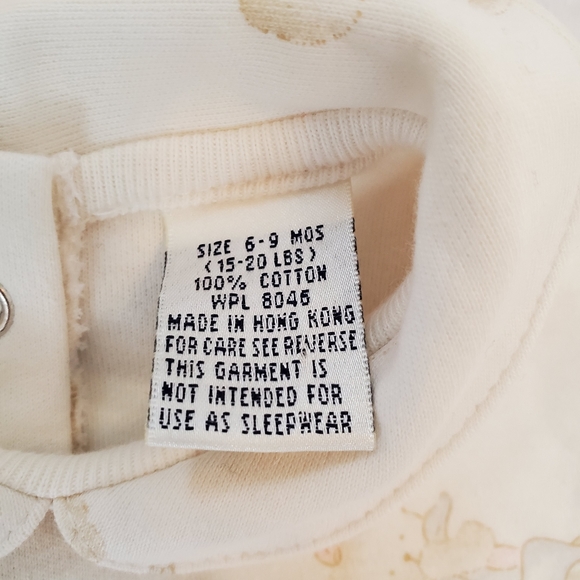 SIZE 6-9 MOS
(15-20 LBS)
100% COTTON
WPL 8046
MADE IN HONG KONG
FOR CARE SEE REVERSE
THIS GARMENT IS
NOT INTENDED FOR
USE AS SLEEPWEAR